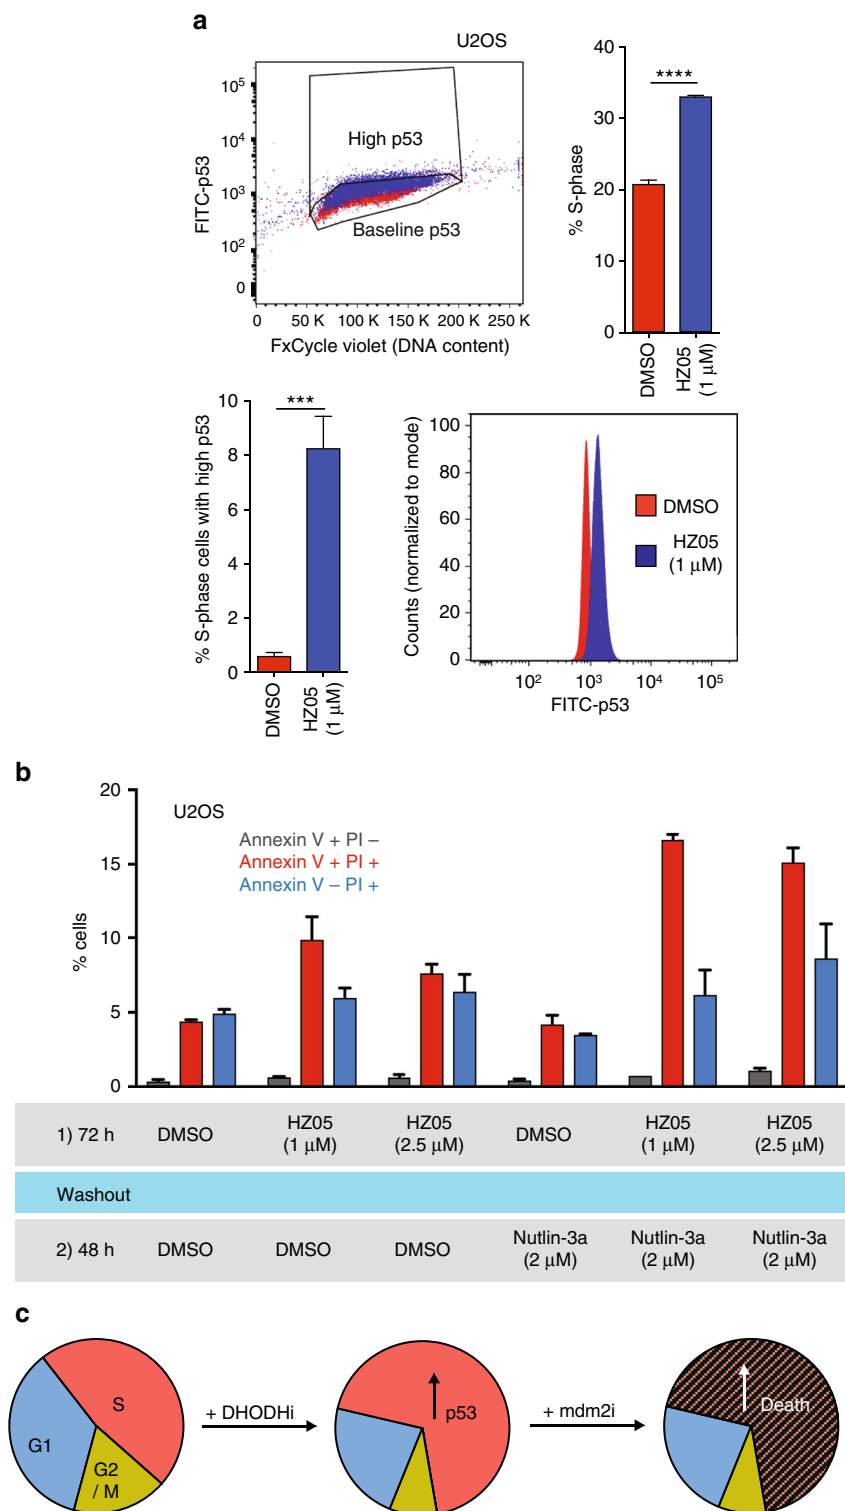 a
U2OS
10⁵
10⁴
10³
10²
0
FITC-p53
High p53
Baseline p53
0 50 K 100 K 150 K 200 K 250 K
FxCycle violet (DNA content)
40
30
20
10
0
% S-phase
****
DMSO
HZ05
(1 μM)
10
8
6
4
2
0
% S-phase cells with high p53
***
DMSO
HZ05
(1 μM)
100
80
60
40
20
0
Counts (normalized to mode)
DMSO
HZ05
(1 μM)
10² 10³ 10⁴ 10⁵
FITC-p53
b
20
15
10
5
0
% cells
U2OS
Annexin V + PI –
Annexin V + PI +
Annexin V – PI +
1) 72 h DMSO HZ05 (1 μM) HZ05 (2.5 μM) DMSO HZ05 (1 μM) HZ05 (2.5 μM)
Washout
2) 48 h DMSO DMSO DMSO Nutlin-3a (2 μM) Nutlin-3a (2 μM) Nutlin-3a (2 μM)
c
S
G1
G2
/ M
+ DHODHi
p53
+ mdm2i
Death